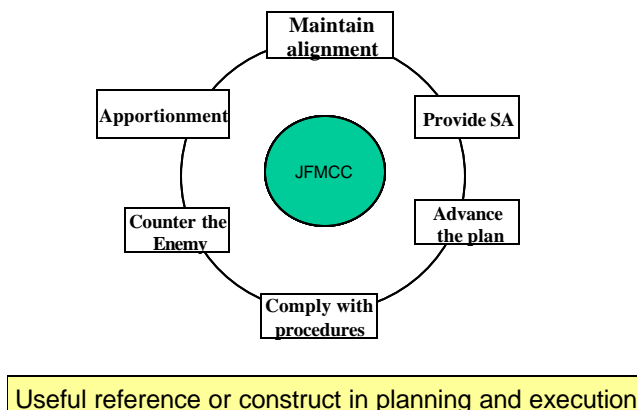 Maintain
alignment
Apportionment
Provide SA
JFMCC
Counter the
Enemy
Advance
the plan
Comply with
procedures
Useful reference or construct in planning and execution